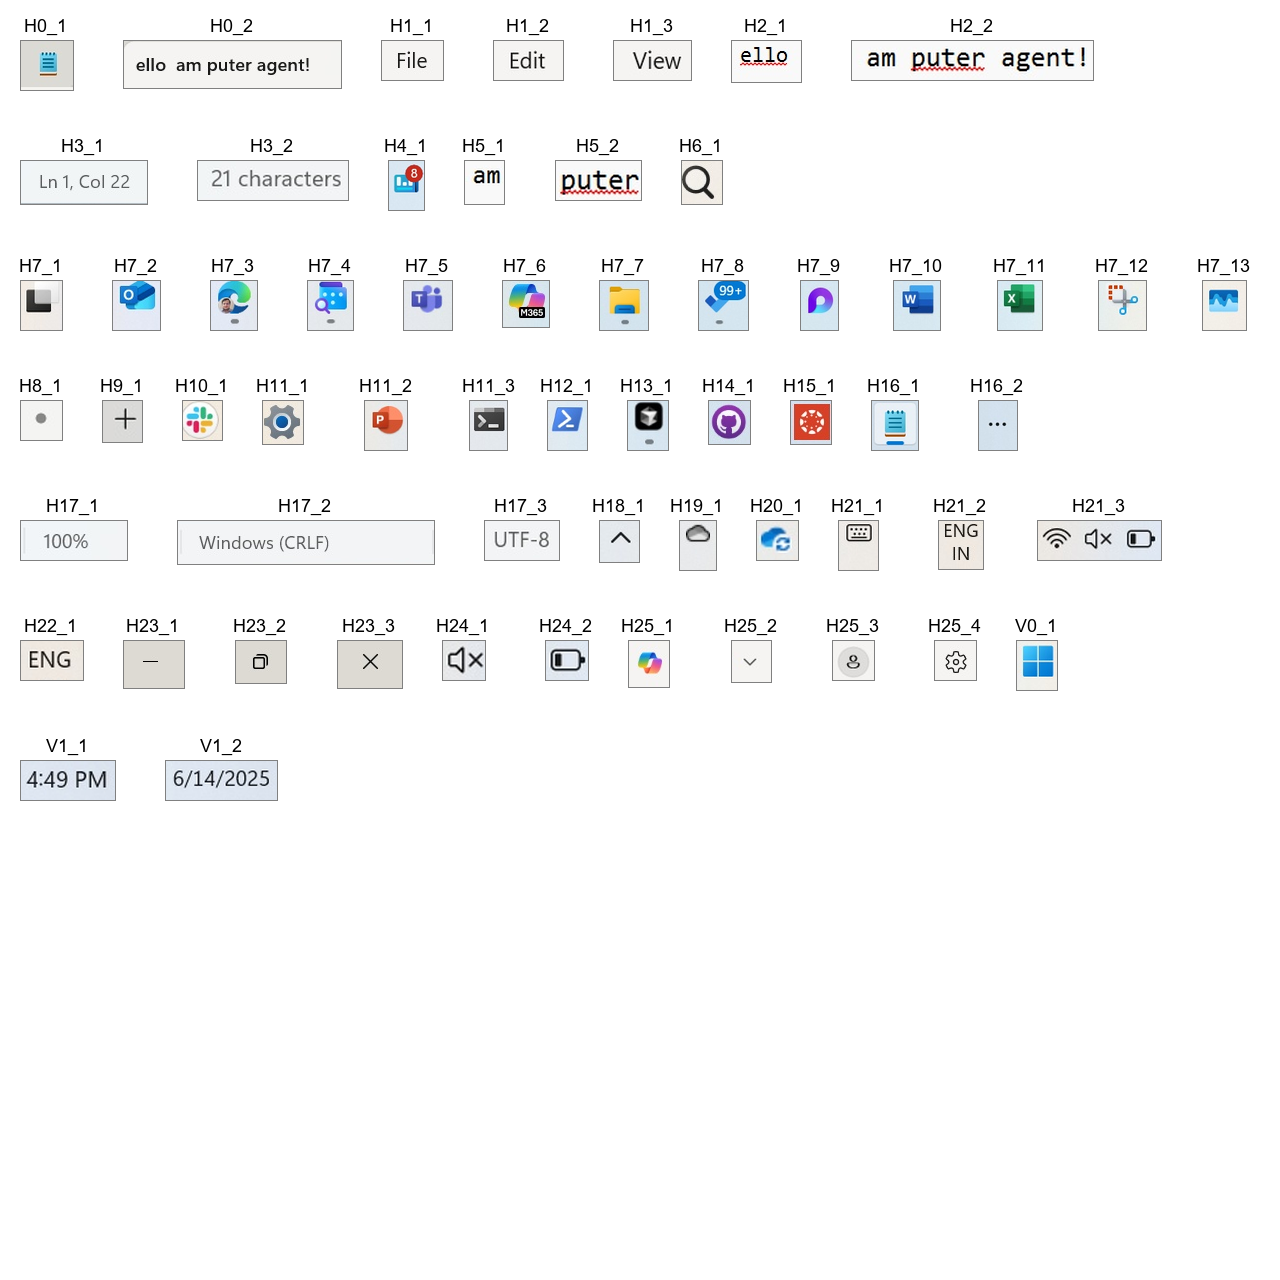 H0_1 H0_2 H1_1 H1_2 H1_3 H2_1 H2_2
ello am puter agent! File Edit View ello am puter agent!
H3_1 H3_2 H4_1 H5_1 H5_2 H6_1
Ln 1, Col 22 21 characters 8 am puter
H7_1 H7_2 H7_3 H7_4 H7_5 H7_6 H7_7 H7_8 H7_9 H7_10 H7_11 H7_12 H7_13
O T M365 99+ W X
H8_1 H9_1 H10_1 H11_1 H11_2 H11_3 H12_1 H13_1 H14_1 H15_1 H16_1 H16_2
P ...
H17_1 H17_2 H17_3 H18_1 H19_1 H20_1 H21_1 H21_2 H21_3
100% Windows (CRLF) UTF-8 ENG
IN
H22_1 H23_1 H23_2 H23_3 H24_1 H24_2 H25_1 H25_2 H25_3 H25_4 V0_1
ENG
V1_1 V1_2
4:49 PM 6/14/2025